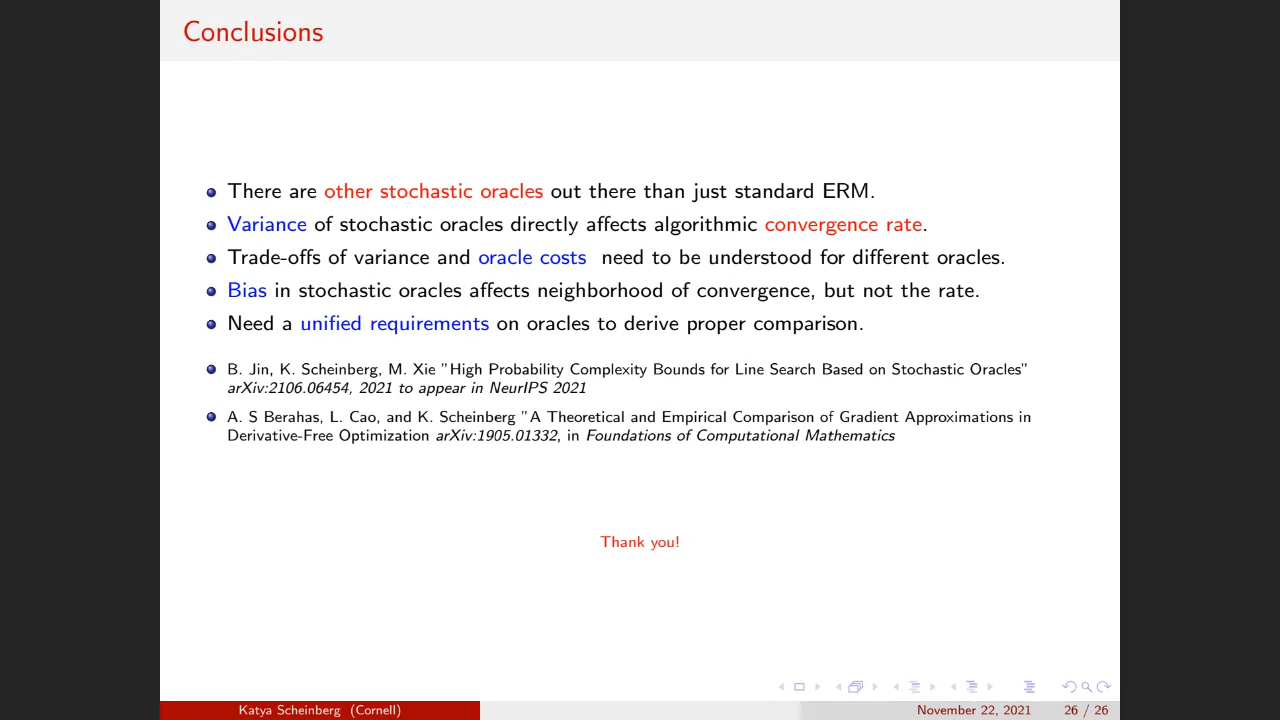 Conclusions
There are other stochastic oracles out there than just standard ERM.
Variance of stochastic oracles directly affects algorithmic convergence rate.
Trade-offs of variance and oracle costs need to be understood for different oracles.
Bias in stochastic oracles affects neighborhood of convergence, but not the rate.
Need a unified requirements on oracles to derive proper comparison.
B. Jin, K. Scheinberg, M. Xie "High Probability Complexity Bounds for Line Search Based on Stochastic Oracles"
arXiv:2106.06454, 2021 to appear in NeurIPS 2021
A. S Berahas, L. Cao, and K. Scheinberg "A Theoretical and Empirical Comparison of Gradient Approximations in
Derivative-Free Optimization arXiv:1905.01332, in Foundations of Computational Mathematics
Thank you!
Katya Scheinberg (Cornell)
November 22, 2021
26 / 26